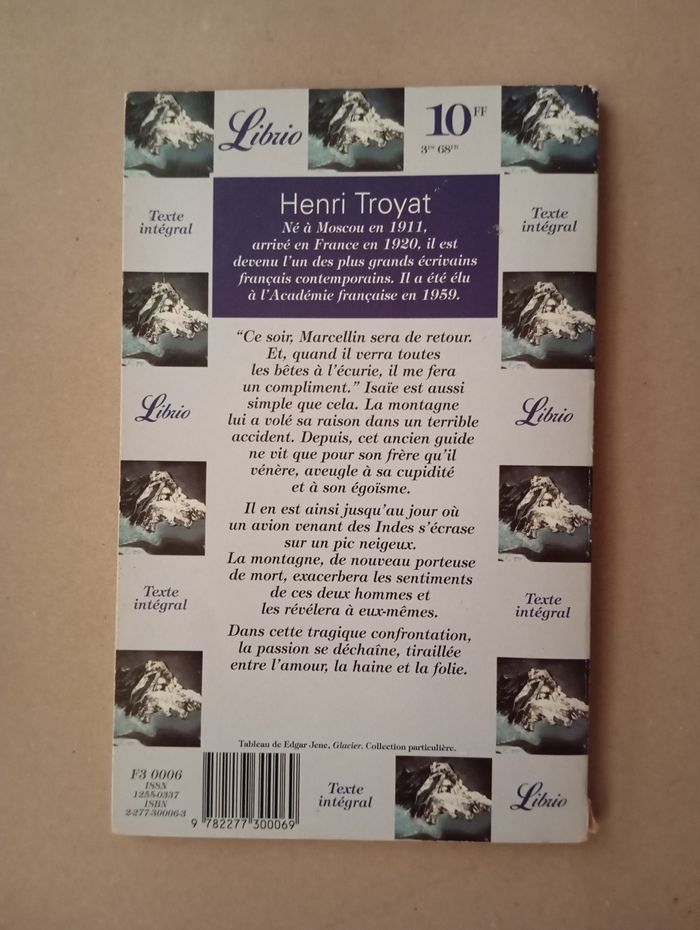 Librio
10FF
3FS 68FB
Texte
intégral
Henri Troyat
Né à Moscou en 1911,
arrivé en France en 1920, il est
devenu l'un des plus grands écrivains
français contemporains. Il a été élu
à l'Académie française en 1959.
Texte
intégral
"Ce soir, Marcellin sera de retour.
Et, quand il verra toutes
les bêtes à l'écurie, il me fera
un compliment." Isaïe est aussi
simple que cela. La montagne
lui a volé sa raison dans un terrible
accident. Depuis, cet ancien guide
ne vit que pour son frère qu'il
vénère, aveugle à sa cupidité
et à son égoïsme.
Librio
Librio
Il en est ainsi jusqu'au jour où
un avion venant des Indes s'écrase
sur un pic neigeux.
La montagne, de nouveau porteuse
de mort, exacerbera les sentiments
de ces deux hommes et
les révélera à eux-mêmes.
Texte
intégral
Texte
intégral
Dans cette tragique confrontation,
la passion se déchaîne, tiraillée
entre l'amour, la haine et la folie.
Tableau de Edgar Jene, Glacier. Collection particulière.
F3 0006
ISSN
1255-0337
ISBN
2-277-30006-3
9 782277 300069
Texte
intégral
Librio